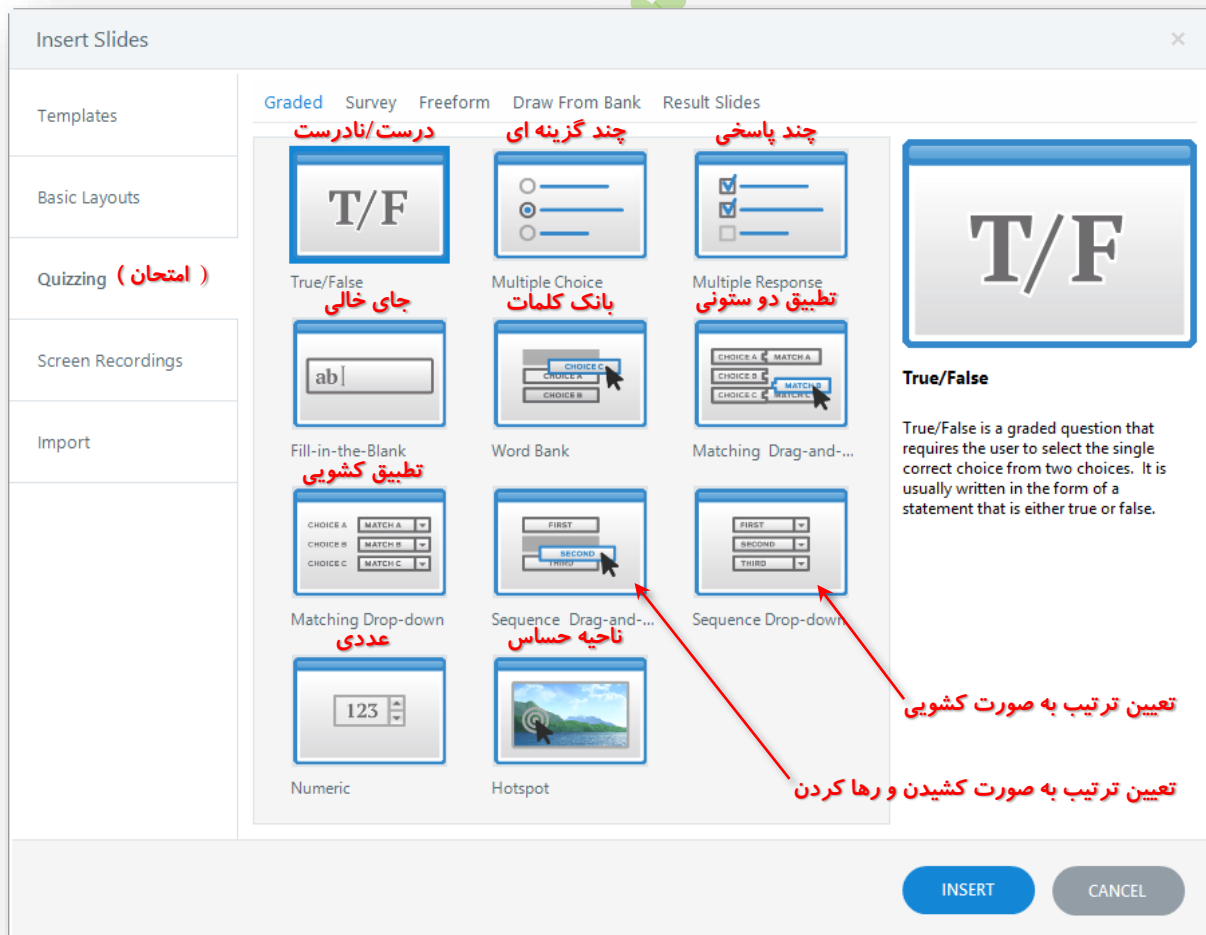 Insert Slides
Templates
Basic Layouts
Quizzing ( امتحان )
Screen Recordings
Import
Graded Survey Freeform Draw From Bank Result Slides
درست/نادرست
چند گزینه ای
چند پاسخی
T/F
True/False
Multiple Choice
Multiple Response
جای خالی
بانک کلمات
تطبیق دو ستونی
ab
CHOICE C
CHOICE A
CHOICE B
CHOICE A MATCH A
CHOICE B MATCH B
CHOICE C MATCH C
Fill-in-the-Blank
Word Bank
Matching Drag-and-...
تطبیق کشویی
CHOICE A MATCH A
CHOICE B MATCH B
CHOICE C MATCH C
FIRST
SECOND
THIRD
FIRST
SECOND
THIRD
Matching Drop-down
Sequence Drag-and-...
Sequence Drop-down
عددی
ناحیه حساس
123
Numeric
Hotspot
T/F
True/False
True/False is a graded question that
requires the user to select the single
correct choice from two choices. It is
usually written in the form of a
statement that is either true or false.
تعیین ترتیب به صورت کشویی
تعیین ترتیب به صورت کشیدن و رها کردن
INSERT
CANCEL